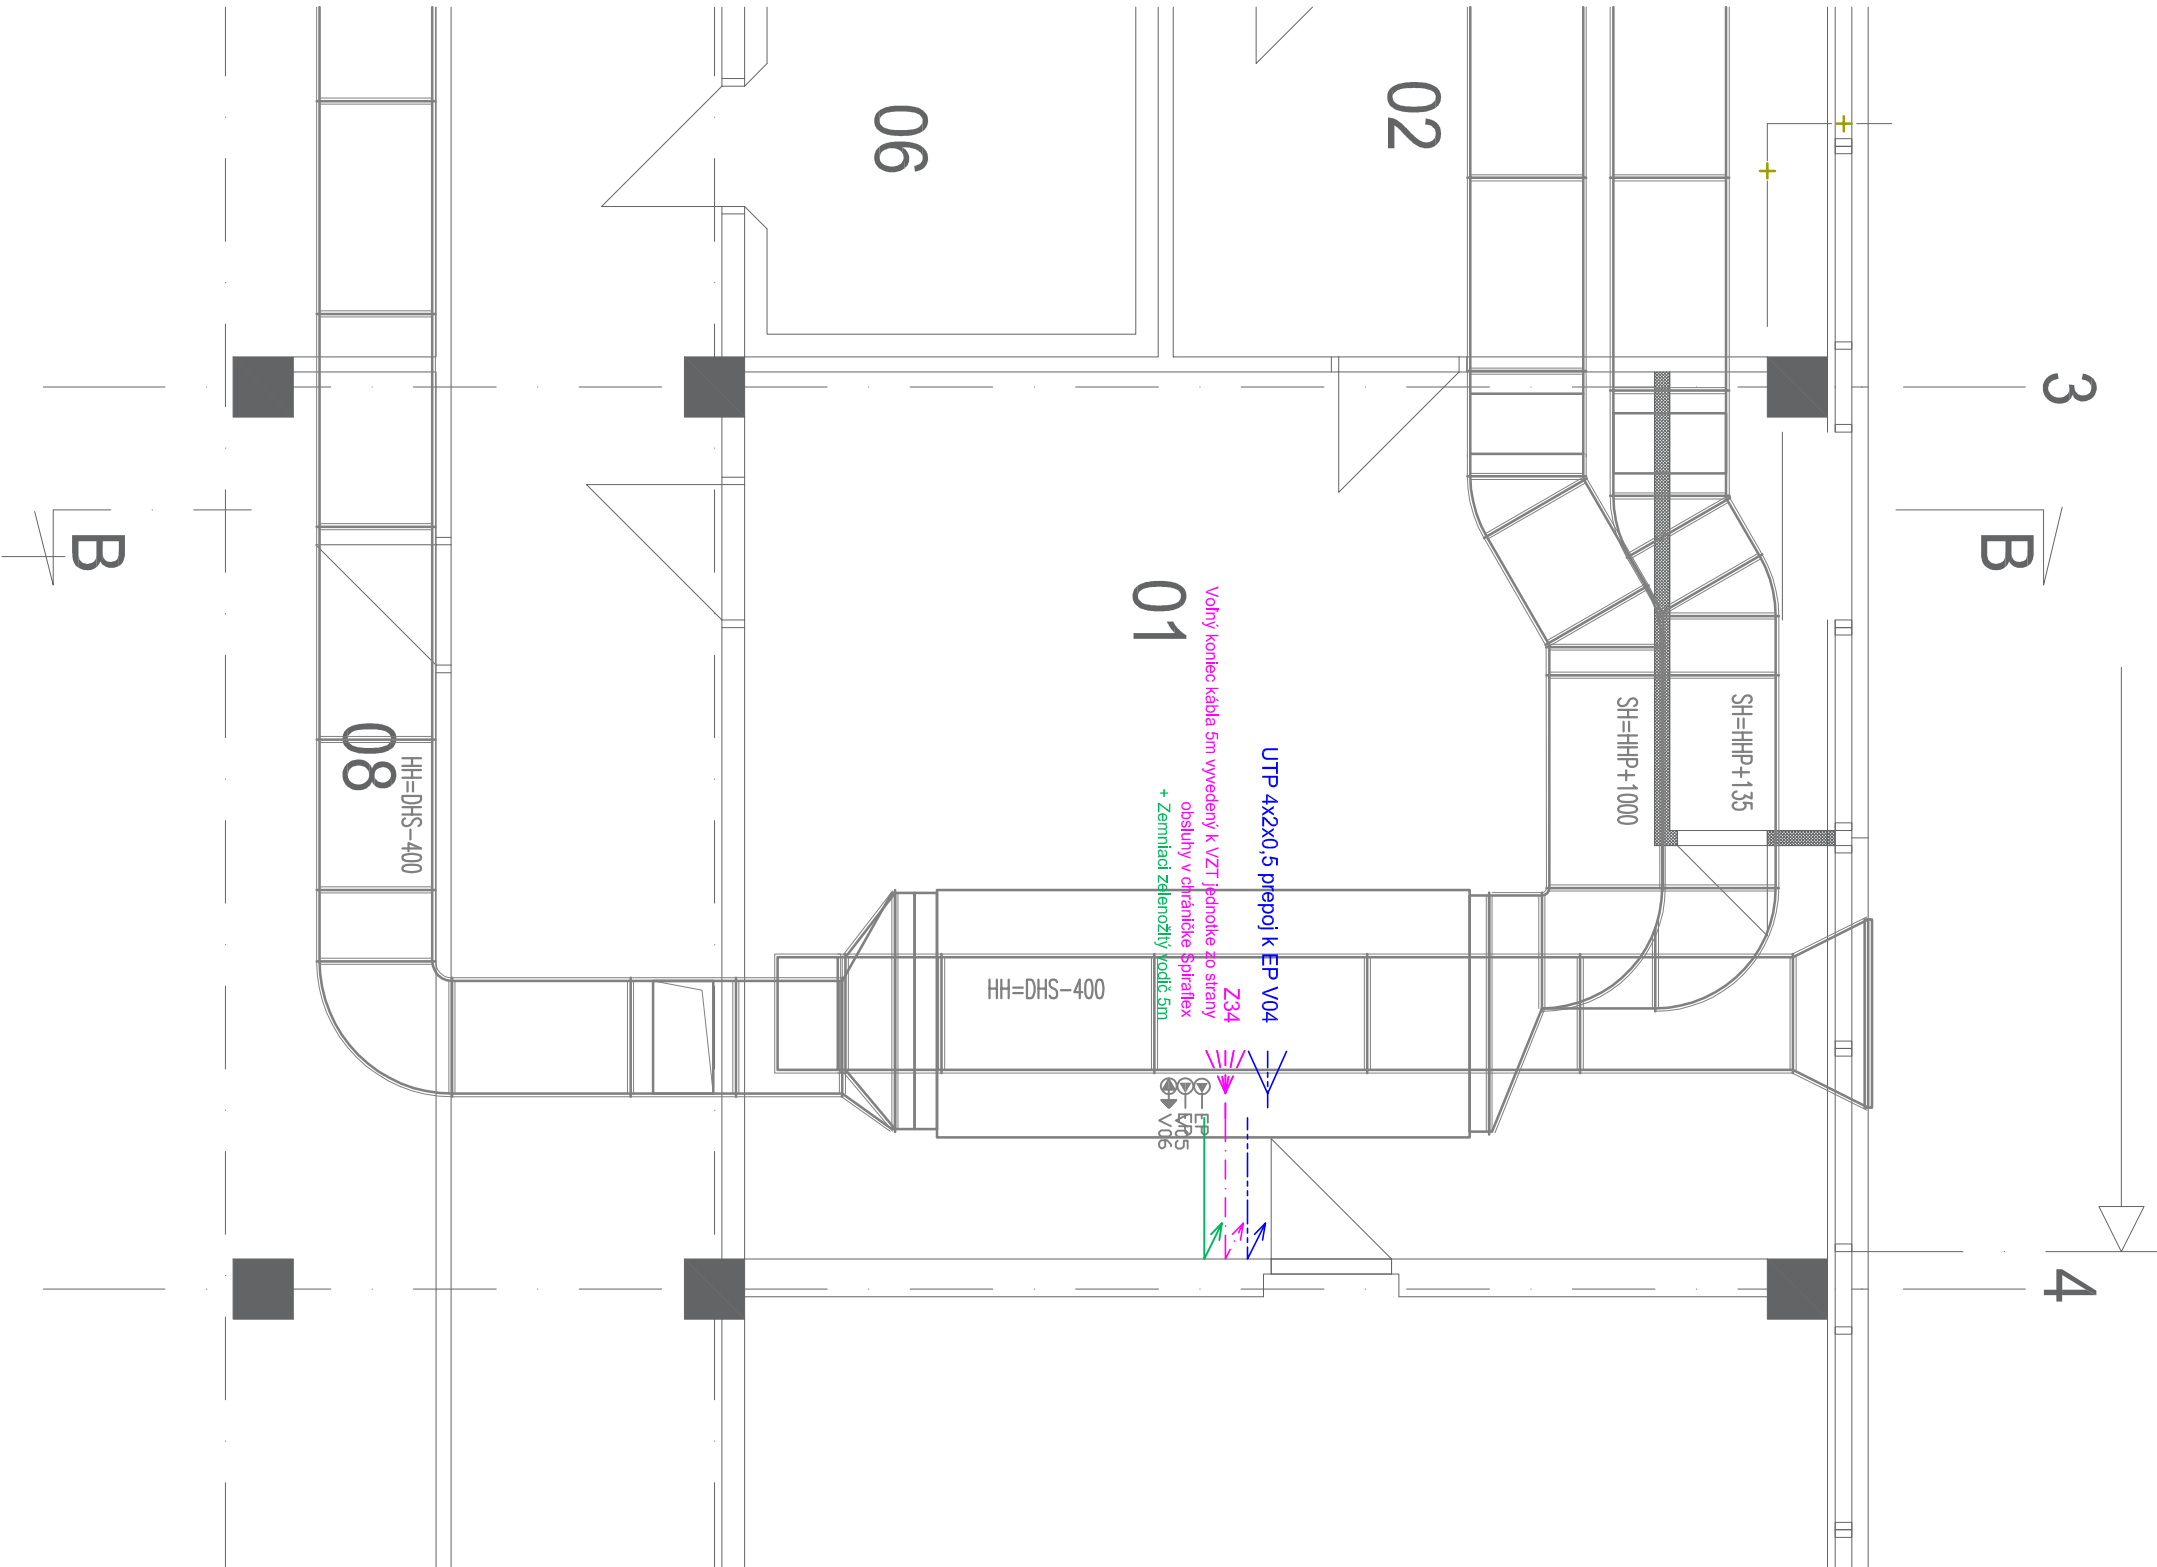 3
02
06
B
B
01
Voľný koniec kábla 5m vyvedený k VZT jednotke zo strany
obsluhy v chráničke Spiraflex
+ Zemniaci zelenožltý vodič 5m
UTP 4x2x0,5 prepoj k EP V04
Z34
SH=HHP+135
SH=HHP+1000
08
HH=DHS-400
HH=DHS-400
EP
EP
V05
V06
4